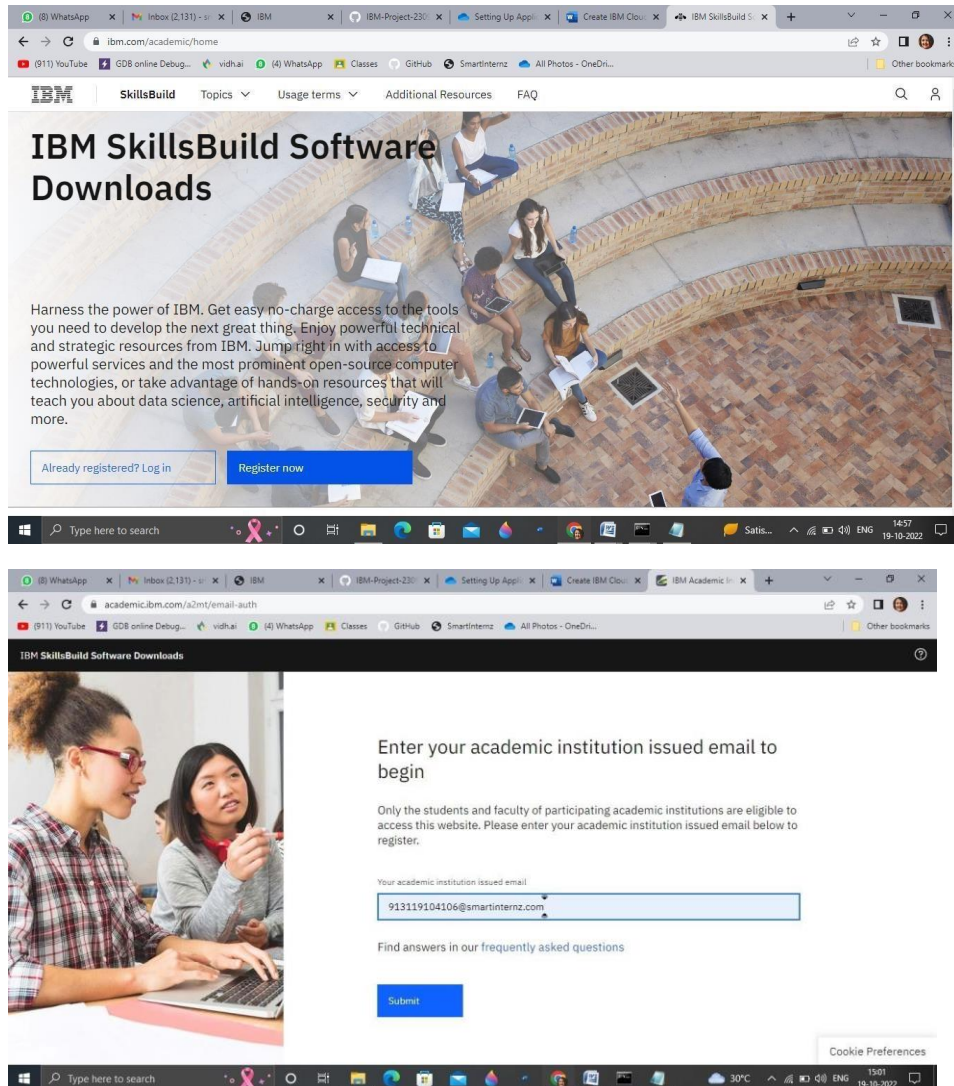 (8) WhatsApp
Inbox (2,131) - sr
IBM
IBM-Project-230
Setting Up Applic
Create IBM Clou
IBM SkillsBuild S
ibm.com/academic/home
(911) YouTube
GDB online Debug...
vidh.ai
(4) WhatsApp
Classes
GitHub
SmartInternz
All Photos - OneDri...
Other bookmark
IBM
SkillsBuild
Topics
Usage terms
Additional Resources
FAQ
IBM SkillsBuild Software
Downloads
Harness the power of IBM. Get easy no-charge access to the tools
you need to develop the next great thing. Enjoy powerful technical
and strategic resources from IBM. Jump right in with access to
powerful services and the most prominent open-source computer
technologies, or take advantage of hands-on resources that will
teach you about data science, artificial intelligence, security and
more.
Already registered? Log in
Register now
Type here to search
Satis...
ENG
14:57
19-10-2022
(8) WhatsApp
Inbox (2,131) - sr
IBM
IBM-Project-230
Setting Up Applic
Create IBM Clou
IBM Academic In
academic.ibm.com/a2mt/email-auth
(911) YouTube
GDB online Debug...
vidh.ai
(4) WhatsApp
Classes
GitHub
SmartInternz
All Photos - OneDri...
Other bookmarks
IBM SkillsBuild Software Downloads
Enter your academic institution issued email to
begin
Only the students and faculty of participating academic institutions are eligible to
access this website. Please enter your academic institution issued email below to
register.
Your academic institution issued email
913119104106@smartinternz.com
Find answers in our frequently asked questions
Submit
Cookie Preferences
Type here to search
30°C
ENG
15:01
19-10-2022